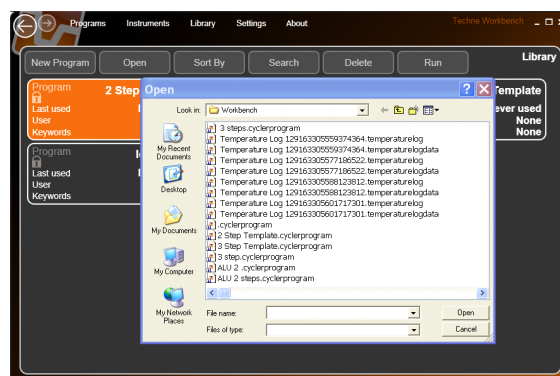 Programs Instruments Library Settings About Techne Workbench
New Program Open Sort By Search Delete Run Library
Program 2 Step Template
Last used ever used
User None
Keywords None
Program
Last used
User
Keywords
Open
Look in: Workbench
3 steps.cyclerprogram
Temperature Log 129163305559374364.temperaturelog
Temperature Log 129163305559374364.temperaturelogdata
Temperature Log 129163305577186522.temperaturelog
Temperature Log 129163305577186522.temperaturelogdata
Temperature Log 129163305588123812.temperaturelog
Temperature Log 129163305588123812.temperaturelogdata
Temperature Log 129163305601717301.temperaturelog
Temperature Log 129163305601717301.temperaturelogdata
.cyclerprogram
2 Step Template.cyclerprogram
3 Step Template.cyclerprogram
3 step.cyclerprogram
ALU 2 .cyclerprogram
ALU 2 steps.cyclerprogram
My Recent
Documents
Desktop
My Documents
My Computer
My Network
Places
File name: Open
Files of type: Cancel